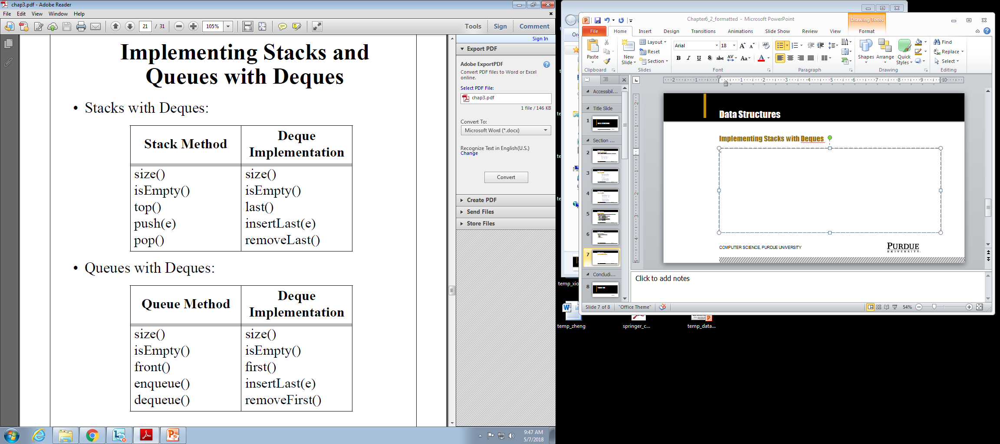 chap3.pdf - Adobe Reader
File Edit View Window Help
21 / 31 105% Tools Sign Comment
Implementing Stacks and
Queues with Deques
• Stacks with Deques:
Stack Method Deque Implementation
size() size()
isEmpty() isEmpty()
top() last()
push(e) insertLast(e)
pop() removeLast()
• Queues with Deques:
Queue Method Deque Implementation
size() size()
isEmpty() isEmpty()
front() first()
enqueue() insertLast(e)
dequeue() removeFirst()
Sign In
Export PDF
Adobe ExportPDF
Convert PDF files to Word or Excel
online.
Select PDF File:
chap3.pdf
1 file / 146 KB
Convert To:
Microsoft Word (*.docx)
Recognize Text in English(U.S.)
Change
Convert
Create PDF
Send Files
Store Files
9:47 AM
5/7/2018
Chapter6_2_formatted - Microsoft PowerPoint
Drawing Tools
File Home Insert Design Transitions Animations Slide Show Review View Format
Paste
Clipboard
New
Slide
Layout
Reset
Section
Slides
Arial 18
B I U S abc AV Aa A
Font
Paragraph
Shapes Arrange Quick
Styles
Drawing
Find
Replace
Select
Editing
Accessibil...
Title Slide
1
Section ...
2
3
4
5
6
7
Concludi...
8
Data Structures
Implementing Stacks with Deques
COMPUTER SCIENCE, PURDUE UNIVERSITY
PURDUE
UNIVERSITY
Click to add notes
Slide 7 of 8 "Office Theme" 54%
temp_xio
temp_zheng
springer_c...
temp_data...